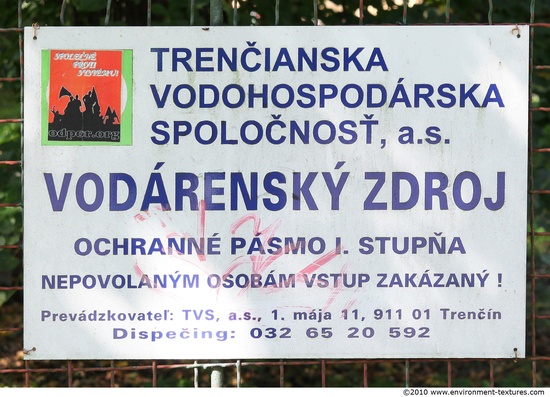 SPOLOČNE
PROTI
SYSTÉMU!
odpor.org
TRENČIANSKA
VODOHOSPODÁRSKA
SPOLOČNOSŤ, a.s.
VODÁRENSKÝ ZDROJ
OCHRANNÉ PÁSMO I. STUPŇA
NEPOVOLANÝM OSOBÁM VSTUP ZAKÁZANÝ !
Prevádzkovateľ: TVS, a.s., 1. mája 11, 911 01 Trenčín
Dispečing: 032 65 20 592
©2010 www.environment-textures.com